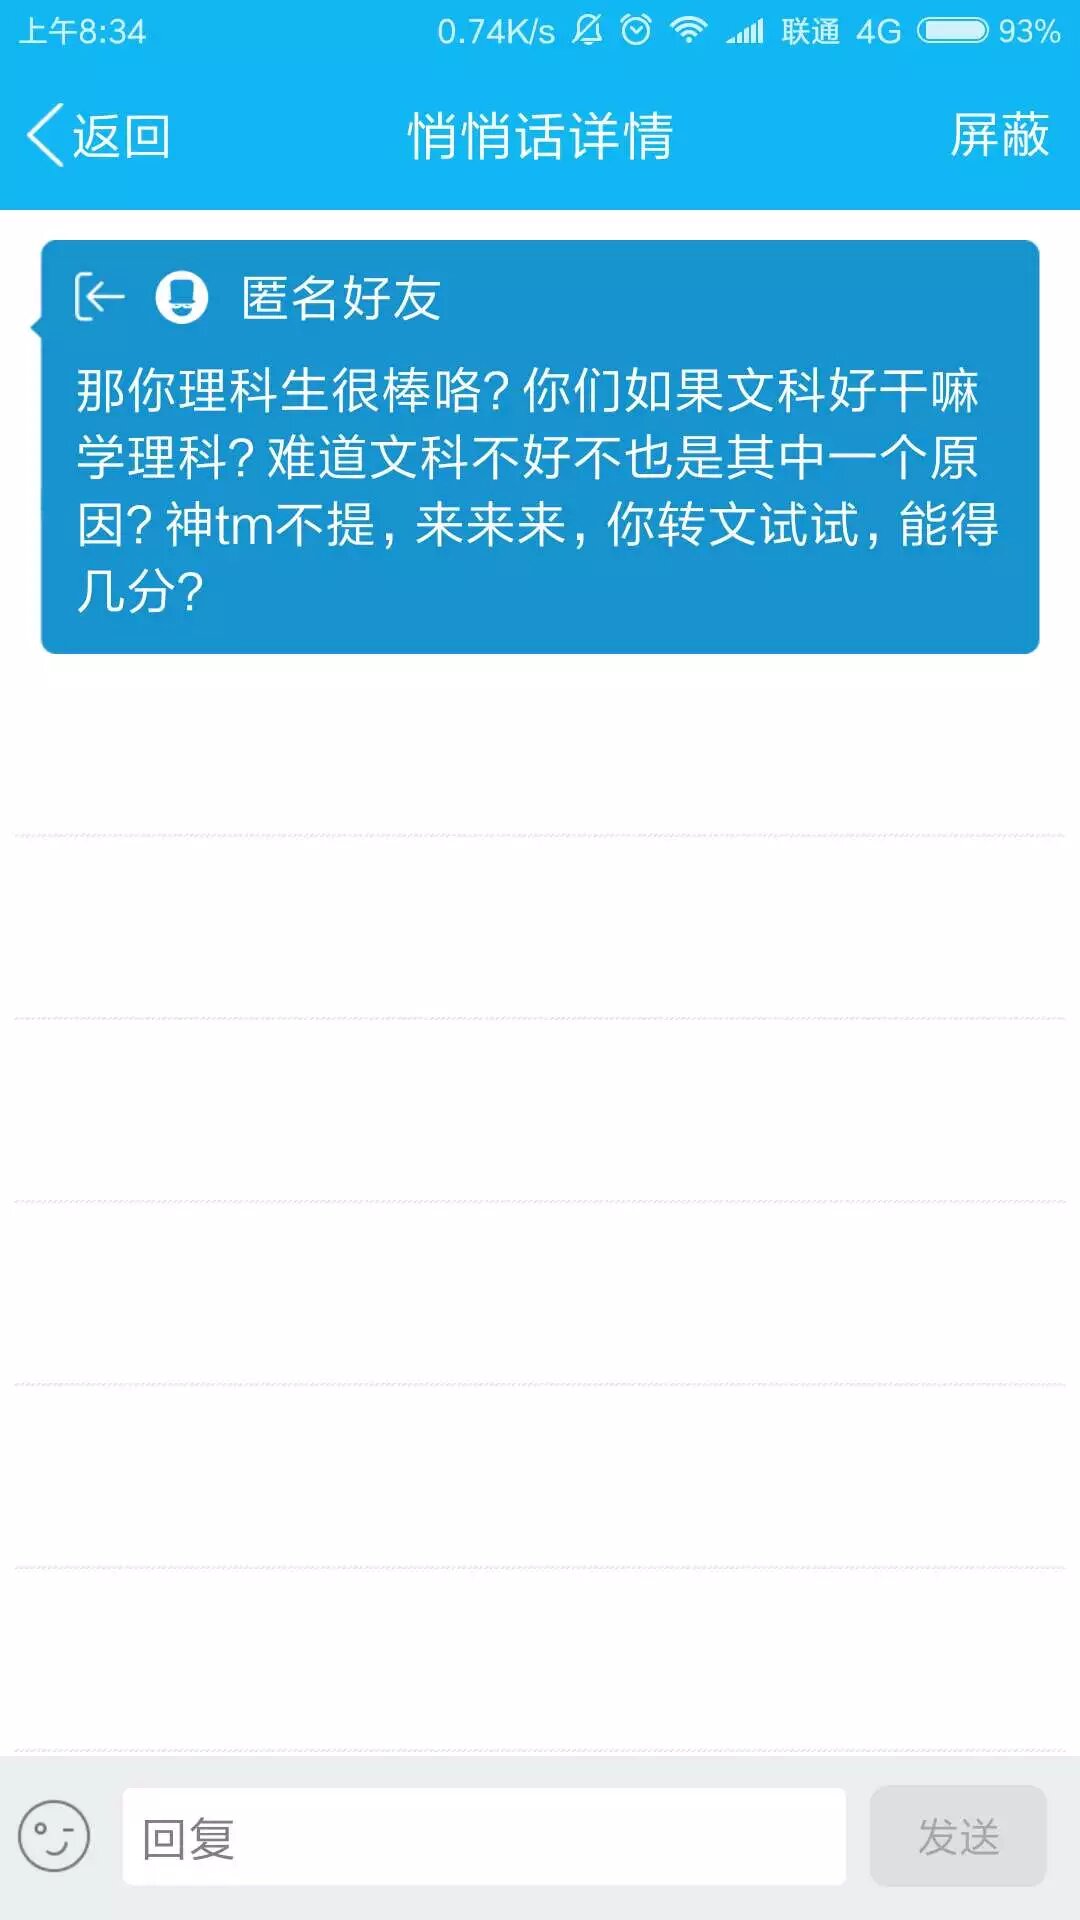 上午8:34 0.74K/s 联通 4G 93%
返回 悄悄话详情 屏蔽
匿名好友
那你理科生很棒咯？你们如果文科好干嘛
学理科？难道文科不好不也是其中一个原
因？神tm不提，来来来，你转文试试，能得
几分？
回复 发送